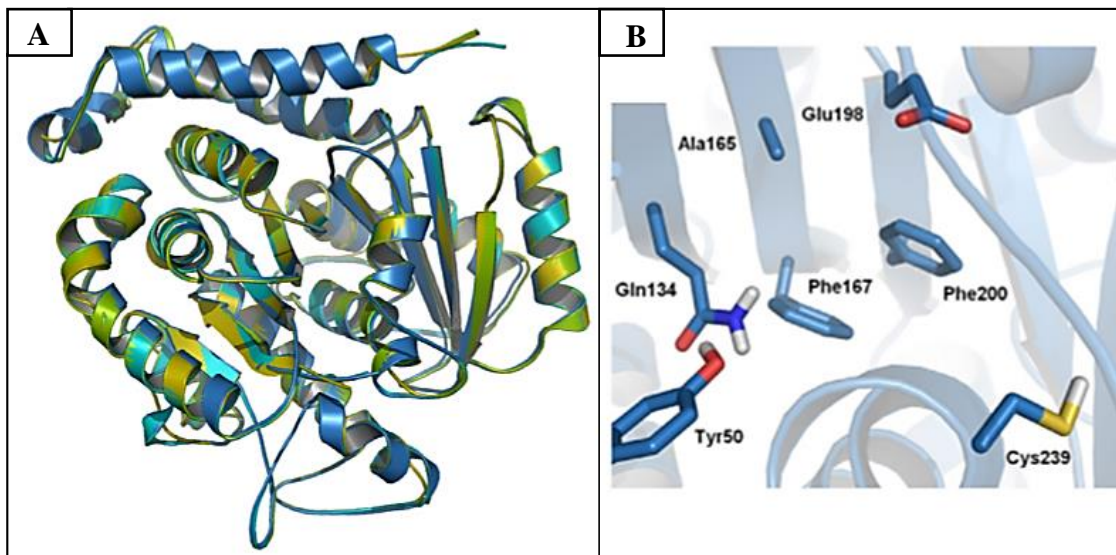 A
B
Glu198
Ala165
Gln134
Phe167
Phe200
Tyr50
Cys239